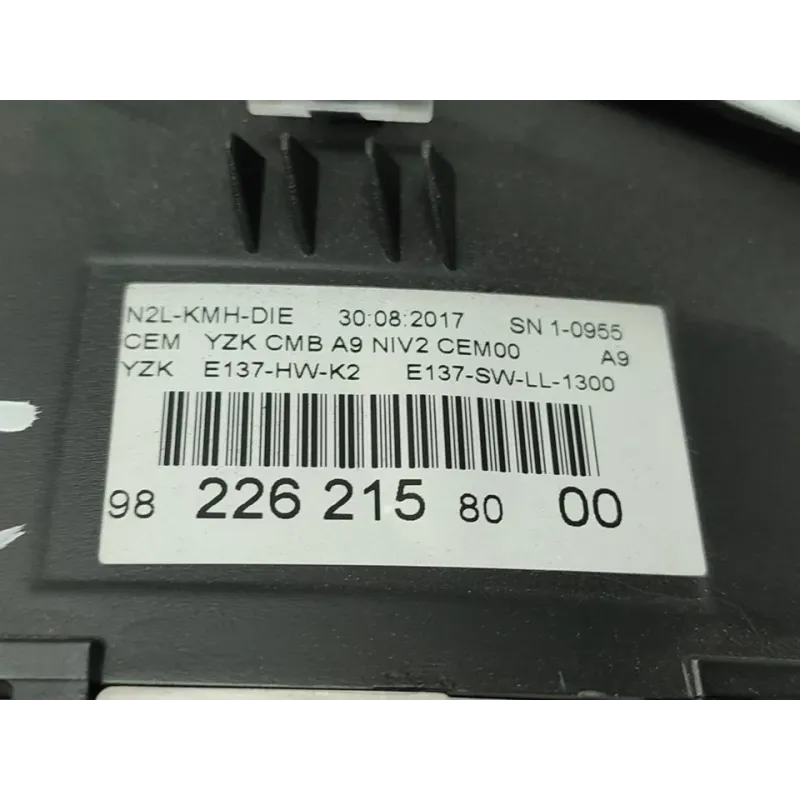 N2L-KMH-DIE 30:08:2017 SN 1-0955
CEM YZK CMB A9 NIV2 CEM00 A9
YZK E137-HW-K2 E137-SW-LL-1300
98 226 215 80 00